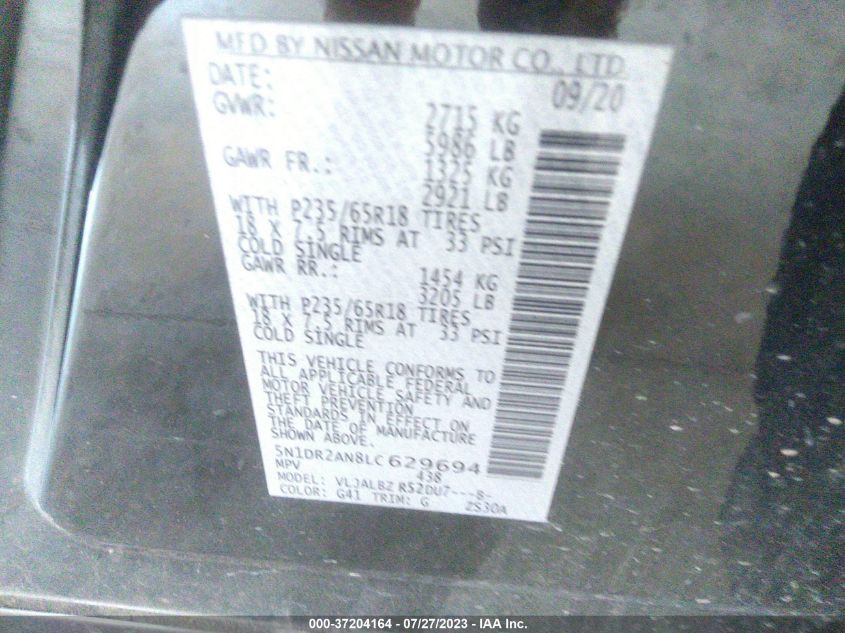 MFD BY NISSAN MOTOR CO., LTD
DATE: 09/20
GVWR: 2715 KG
5986 LB
GAWR FR.: 1325 KG
2921 LB
WITH P235/65R18 TIRES
18 X 7.5 RIMS AT 33 PSI
COLD SINGLE
GAWR RR.: 1454 KG
3205 LB
WITH P235/65R18 TIRES
18 X 7.5 RIMS AT 33 PSI
COLD SINGLE
THIS VEHICLE CONFORMS TO
ALL APPLICABLE FEDERAL
MOTOR VEHICLE SAFETY AND
THEFT PREVENTION
STANDARDS IN EFFECT ON
THE DATE OF MANUFACTURE
SHOWN ABOVE.
5N1DR2AN8LC629694
MPV 438
MODEL: VLJALBZ R52DU7---B-
COLOR: G41 TRIM: G 2S30A
000-37204164 - 07/27/2023 - IAA Inc.